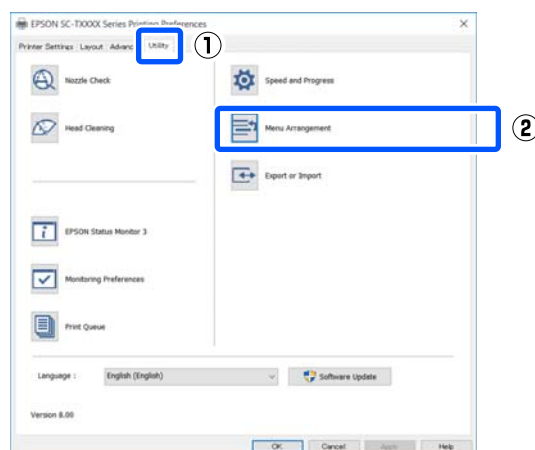 EPSON SC-TXXXX Series Printing Preferences
Printer Settings Layout Advanc Utility ①
Nozzle Check
Speed and Progress
Head Cleaning
Menu Arrangement ②
Export or Import
EPSON Status Monitor 3
Monitoring Preferences
Print Queue
Language : English (English)
Software Update
Version 8.00
OK Cancel Apply Help